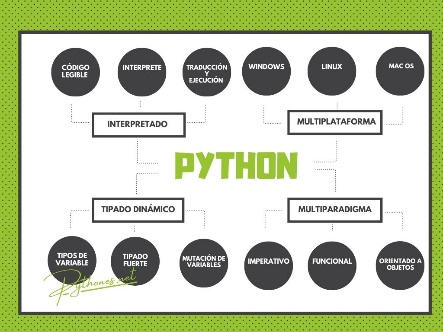 CÓDIGO
LEGIBLE
INTERPRETE
TRADUCCIÓN
Y
EJECUCIÓN
WINDOWS
LINUX
MAC OS
INTERPRETADO
MULTIPLATAFORMA
PYTHON
TIPADO DINÁMICO
MULTIPARADIGMA
TIPOS DE
VARIABLE
TIPADO
FUERTE
MUTACIÓN DE
VARIABLES
IMPERATIVO
FUNCIONAL
ORIENTADO A
OBJETOS
Pythones.net